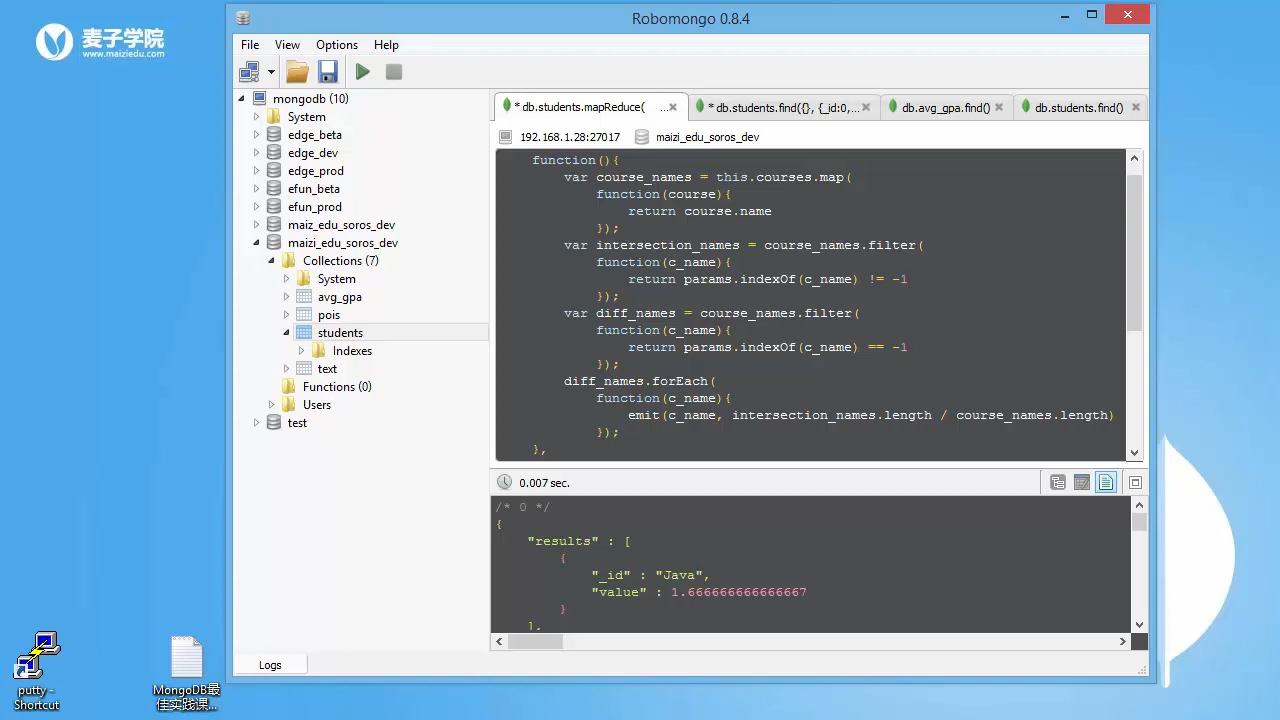 麦子学院
www.maiziedu.com
Robomongo 0.8.4
File View Options Help
mongodb (10)
System
edge_beta
edge_dev
edge_prod
efun_beta
efun_prod
maiz_edu_soros_dev
maizi_edu_soros_dev
Collections (7)
System
avg_gpa
pois
students
Indexes
text
Functions (0)
Users
test
Logs
* db.students.mapReduce( ... * db.students.find({}, {_id:0,... db.avg_gpa.find() db.students.find()
192.168.1.28:27017 maizi_edu_soros_dev
function(){
var course_names = this.courses.map(
function(course){
return course.name
});
var intersection_names = course_names.filter(
function(c_name){
return params.indexOf(c_name) != -1
});
var diff_names = course_names.filter(
function(c_name){
return params.indexOf(c_name) == -1
});
diff_names.forEach(
function(c_name){
emit(c_name, intersection_names.length / course_names.length)
});
},
0.007 sec.
/* 0 */
{
"results" : [
{
"_id" : "Java",
"value" : 1.666666666666667
}
],
putty -
Shortcut
MongoDB最
佳实践课...